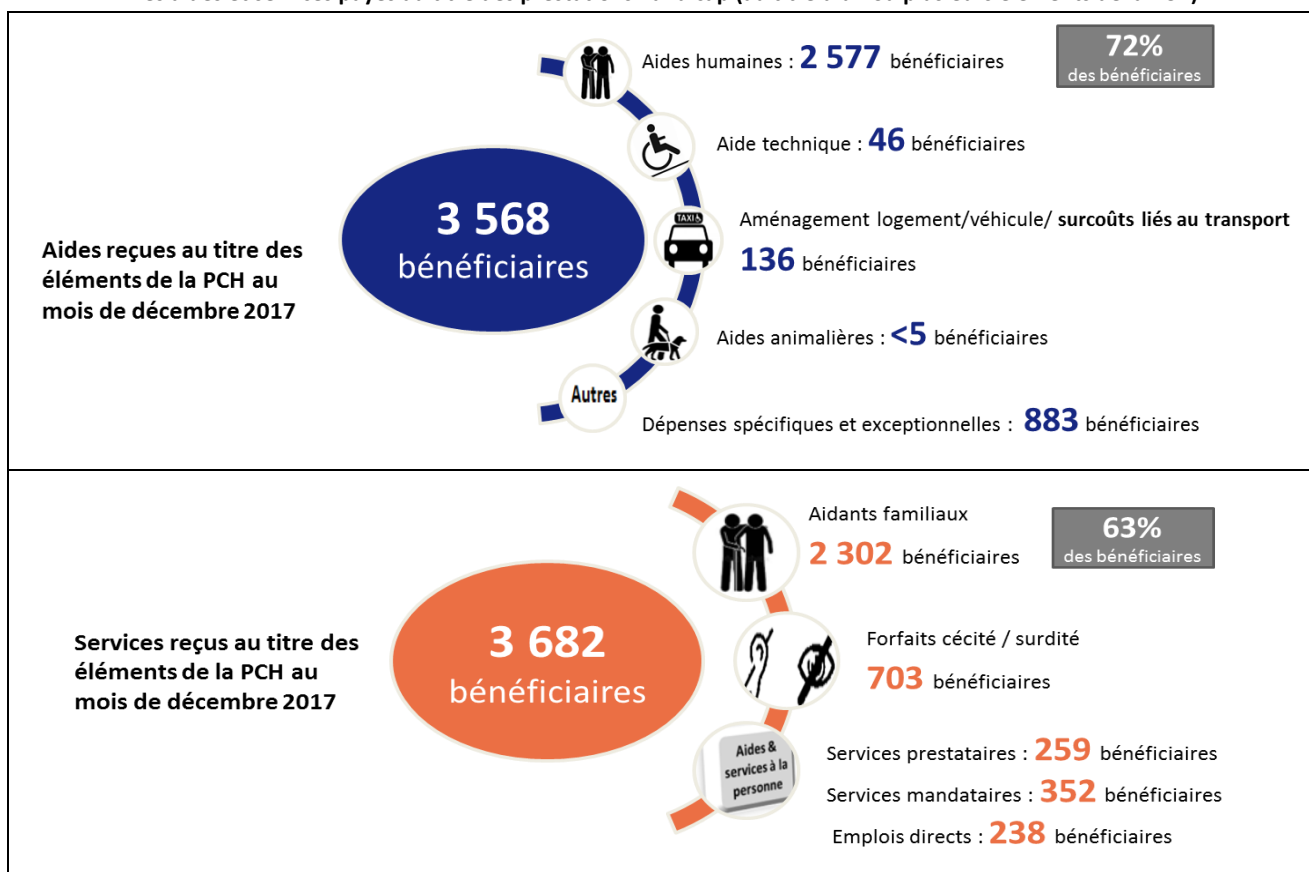 Aides humaines : 2 577 bénéficiaires
72%
des bénéficiaires
Aide technique : 46 bénéficiaires
3 568
bénéficiaires
TAXI
Aménagement logement/véhicule/ surcoûts liés au transport
136 bénéficiaires
Aides reçues au titre des
éléments de la PCH au
mois de décembre 2017
Aides animalières : <5 bénéficiaires
Autres
Dépenses spécifiques et exceptionnelles : 883 bénéficiaires
Aidants familiaux
2 302 bénéficiaires
63%
des bénéficiaires
Services reçus au titre des
éléments de la PCH au
mois de décembre 2017
3 682
bénéficiaires
Forfaits cécité / surdité
703 bénéficiaires
Aides &
services à la
personne
Services prestataires : 259 bénéficiaires
Services mandataires : 352 bénéficiaires
Emplois directs : 238 bénéficiaires